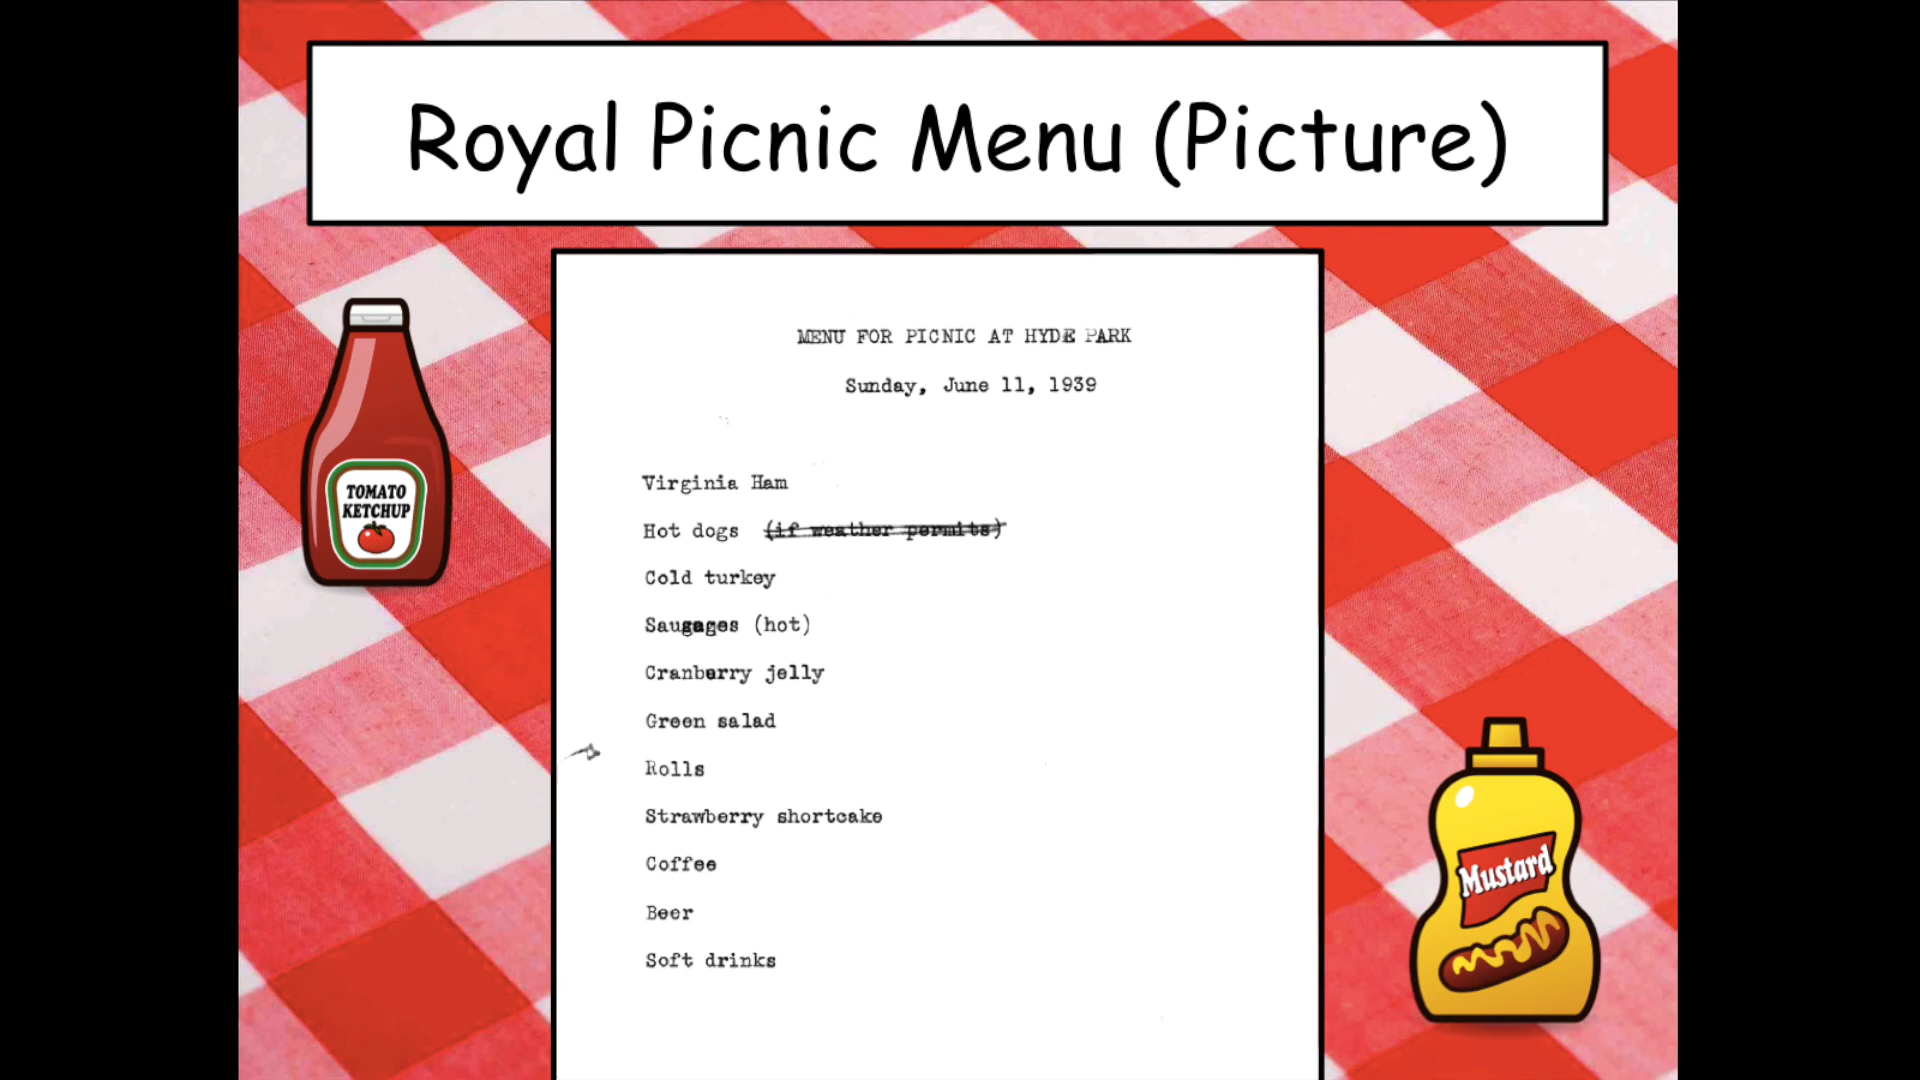 Royal Picnic Menu (Picture)
MENU FOR PICNIC AT HYDE PARK
Sunday, June 11, 1939
TOMATO
KETCHUP
Virginia Ham
Hot dogs (if weather permits)
Cold turkey
Sausages (hot)
Cranberry jelly
Green salad
Rolls
Strawberry shortcake
Coffee
Beer
Soft drinks
Mustard